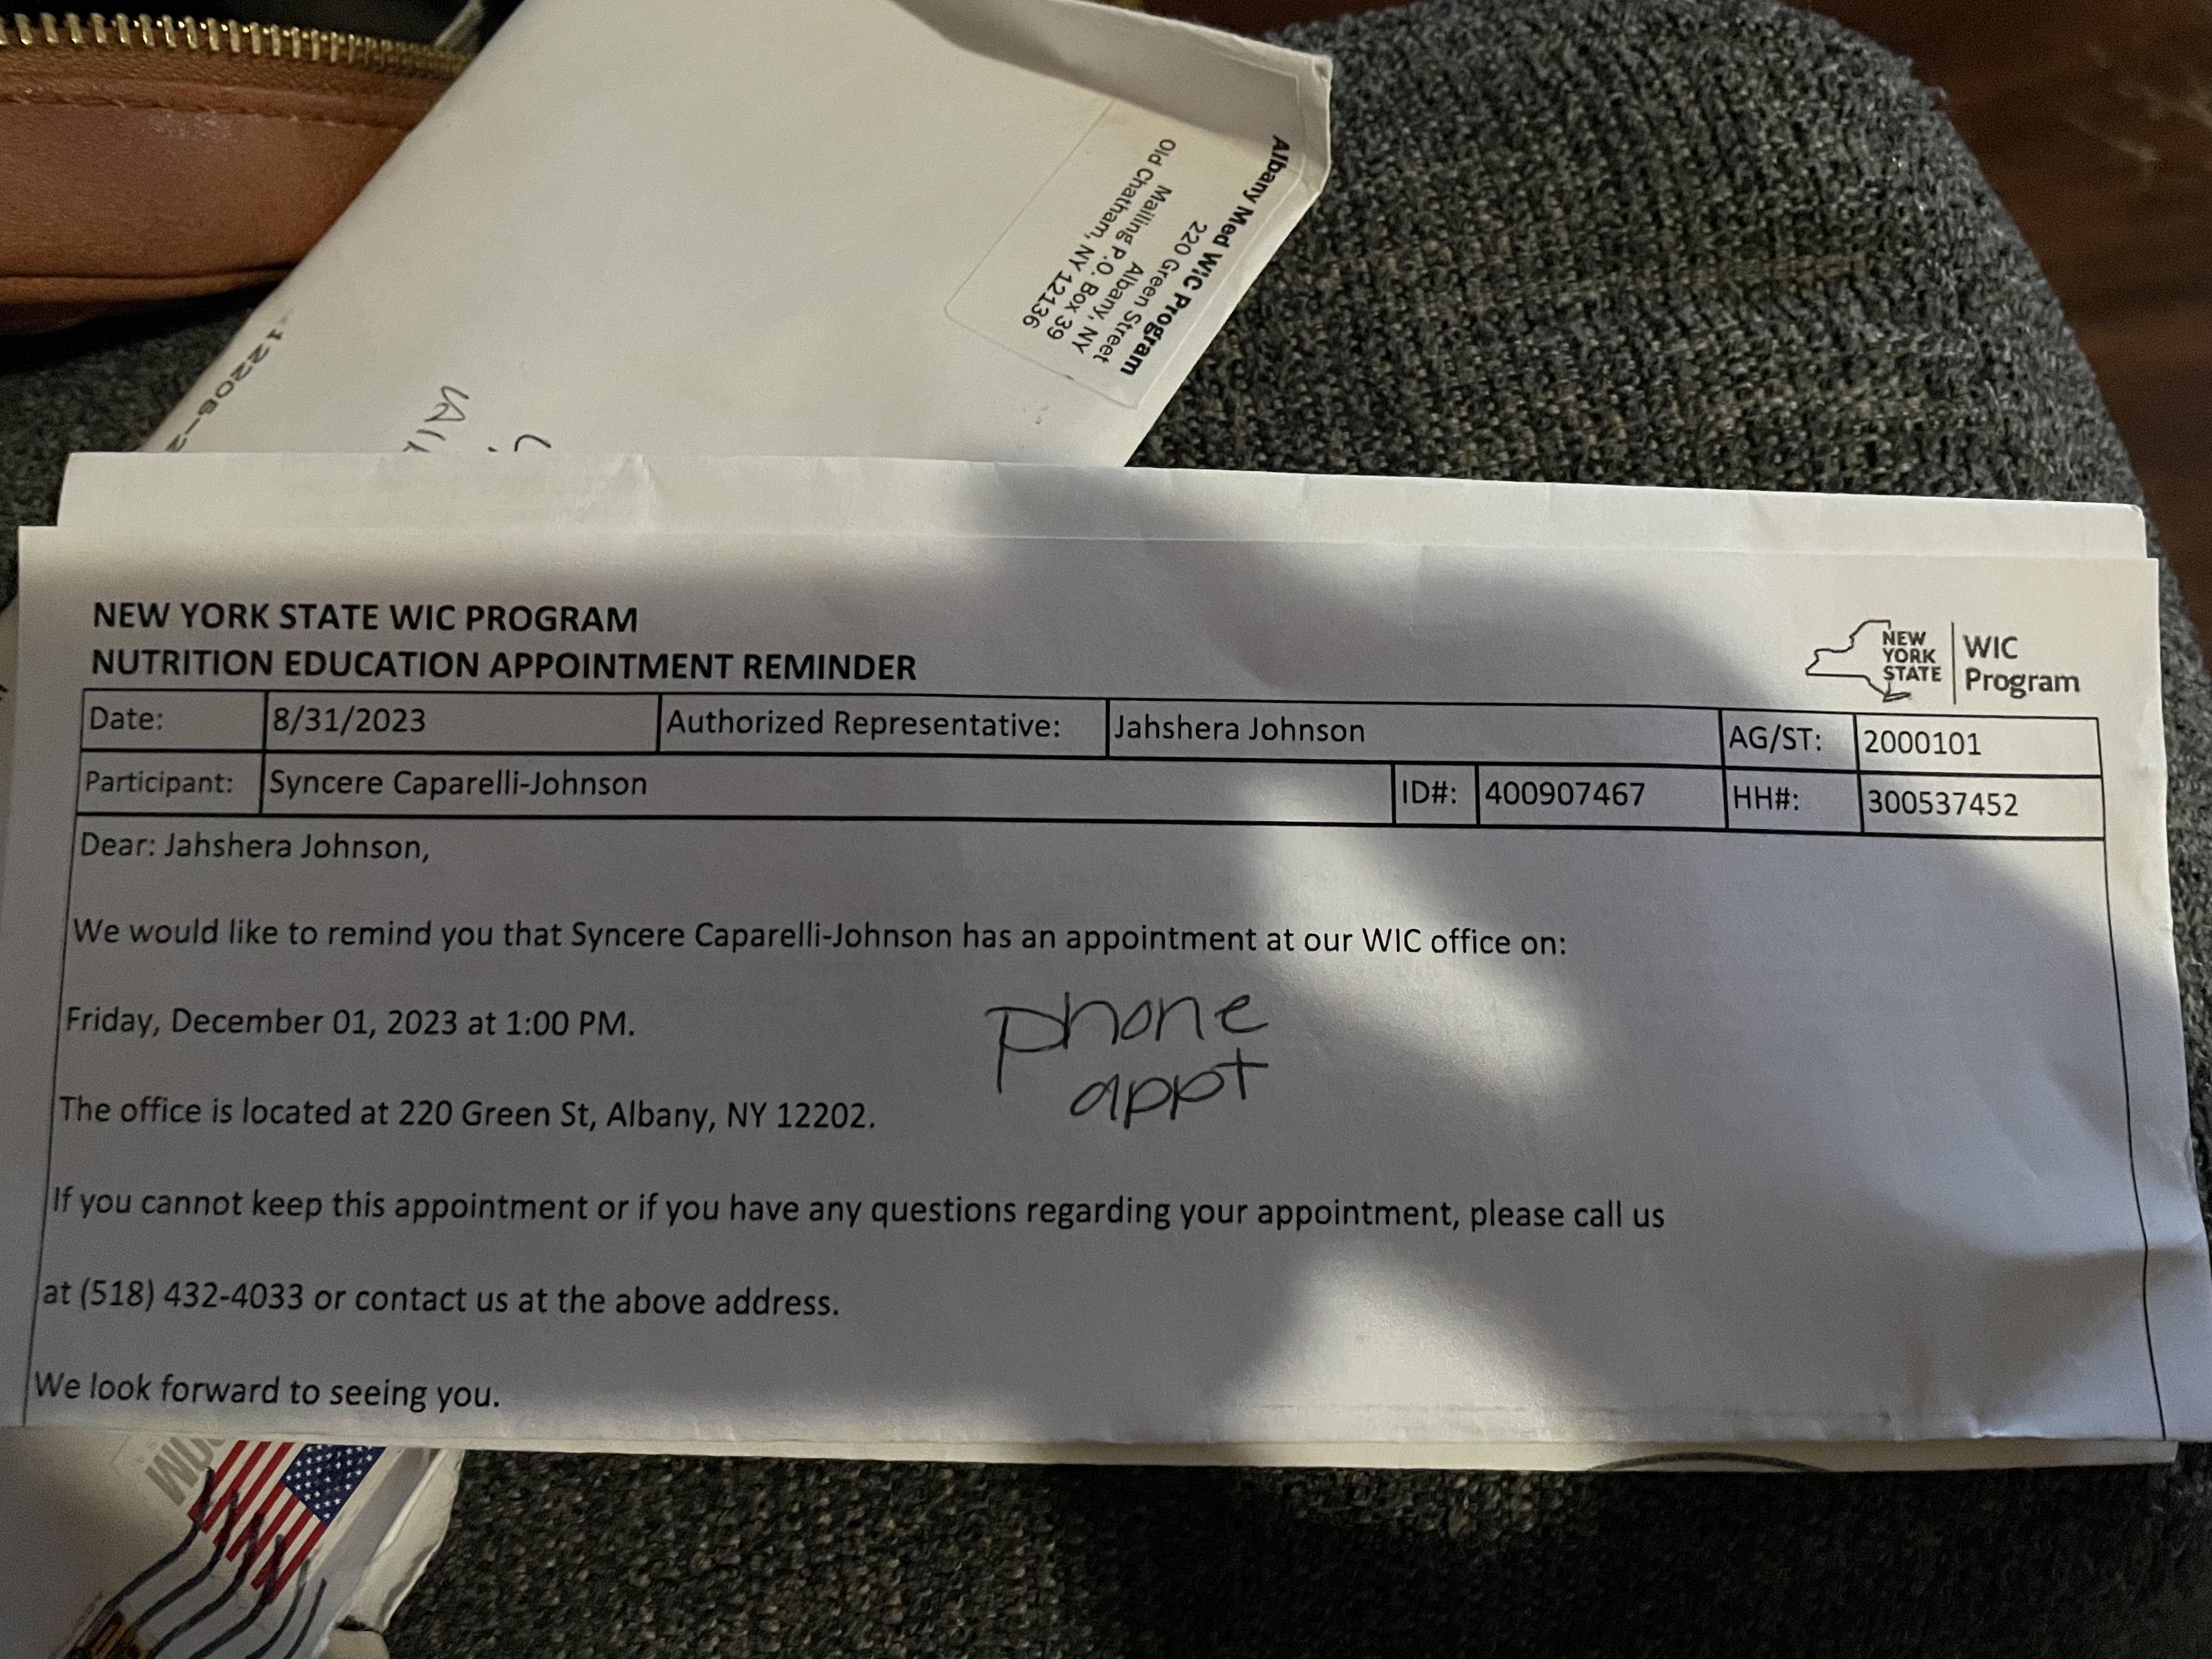 Albany Med WIC Program
220 Green Street
Albany, NY
Mailing P.O. Box 39
Old Chatham, NY 12136
12206-2
NEW YORK STATE WIC PROGRAM
NUTRITION EDUCATION APPOINTMENT REMINDER
NEW YORK STATE WIC Program
Date: 8/31/2023 Authorized Representative: Jahshera Johnson AG/ST: 2000101
Participant: Syncere Caparelli-Johnson ID#: 400907467 HH#: 300537452
Dear: Jahshera Johnson,
We would like to remind you that Syncere Caparelli-Johnson has an appointment at our WIC office on:
Friday, December 01, 2023 at 1:00 PM.
phone
appt
The office is located at 220 Green St, Albany, NY 12202.
If you cannot keep this appointment or if you have any questions regarding your appointment, please call us
at (518) 432-4033 or contact us at the above address.
We look forward to seeing you.